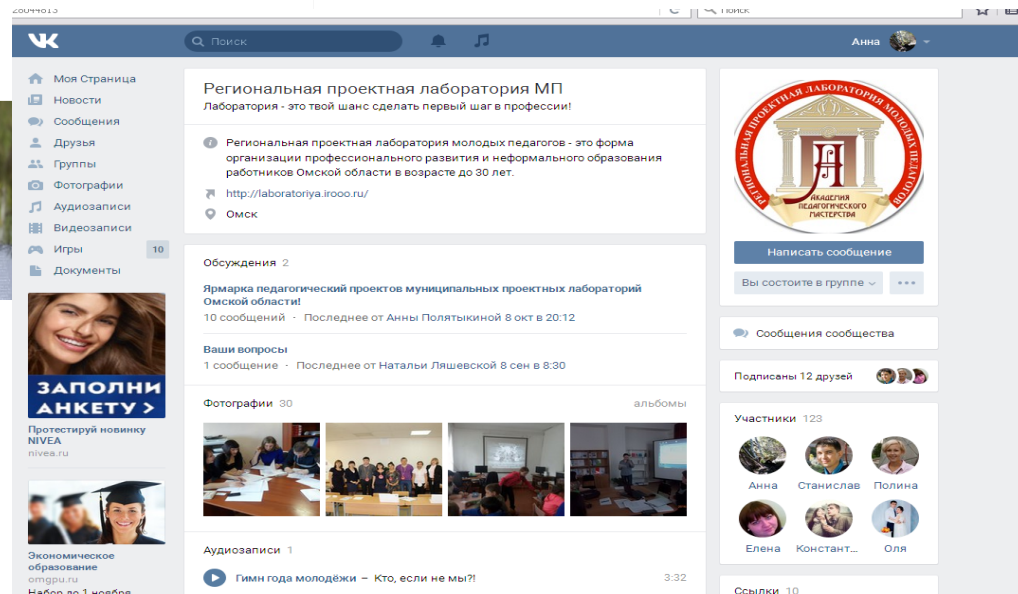 28044613
Поиск
Поиск
Анна
Моя Страница
Новости
Сообщения
Друзья
Группы
Фотографии
Аудиозаписи
Видеозаписи
Игры 10
Документы
ЗАПОЛНИ
АНКЕТУ >
Протестируй новинку
NIVEA
nivea.ru
Экономическое
образование
omgpu.ru
Набор до 1 ноября
Региональная проектная лаборатория МП
Лаборатория - это твой шанс сделать первый шаг в профессии!
Региональная проектная лаборатория молодых педагогов - это форма
организации профессионального развития и неформального образования
работников Омской области в возрасте до 30 лет.
http://laboratoriya.irooo.ru/
Омск
Обсуждения 2
Ярмарка педагогический проектов муниципальных проектных лабораторий
Омской области!
10 сообщений - Последнее от Анны Полятыкиной 8 окт в 20:12
Ваши вопросы
1 сообщение - Последнее от Натальи Ляшевской 8 сен в 8:30
Фотографии 30 альбомы
Аудиозаписи 1
Гимн года молодёжи – Кто, если не мы?! 3:32
РЕГИОНАЛЬНАЯ ПРОЕКТНАЯ ЛАБОРАТОРИЯ МОЛОДЫХ ПЕДАГОГОВ
АКАДЕМИЯ
ПЕДАГОГИЧЕСКОГО
МАСТЕРСТВА
Написать сообщение
Вы состоите в группе
Сообщения сообщества
Подписаны 12 друзей
Участники 123
Анна Станислав Полина
Елена Констант... Оля
Ссылки 10